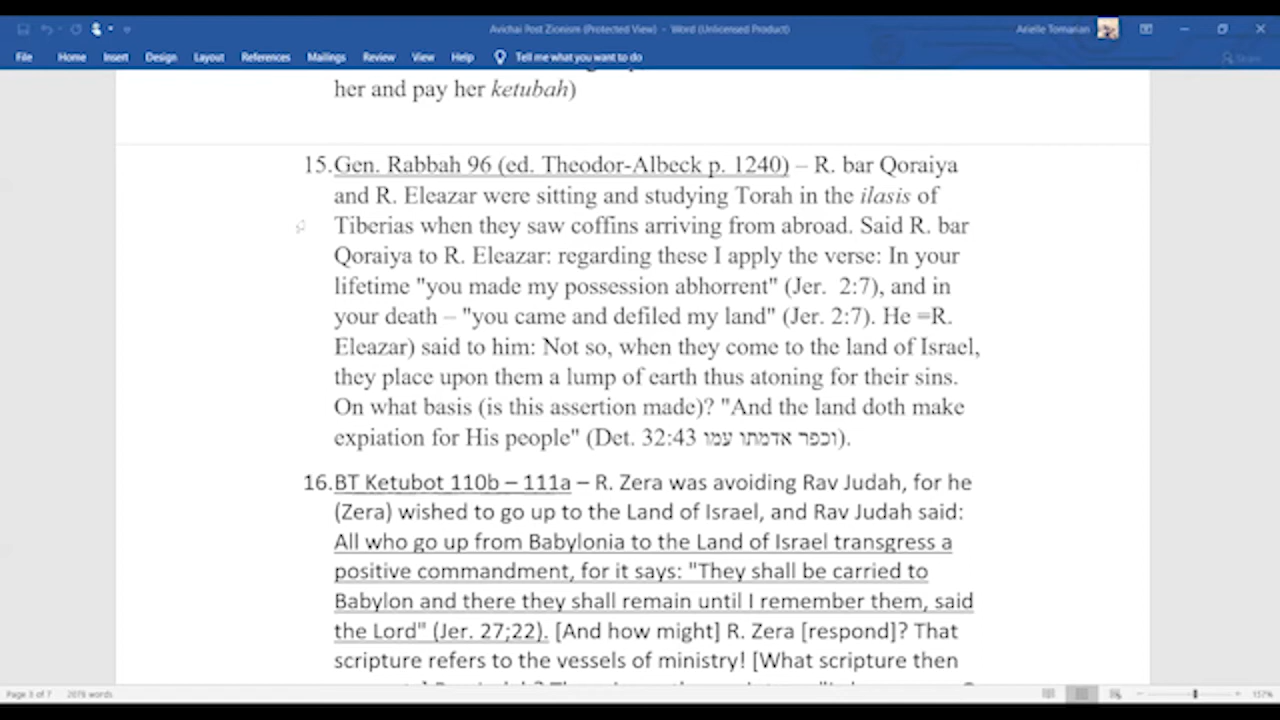 Avichai Post Zionism (Protected View) - Word (Unlicensed Product)
Arielle Tomarian
File Home Insert Design Layout References Mailings Review View Help Tell me what you want to do
Share
her and pay her ketubah)
15. Gen. Rabbah 96 (ed. Theodor-Albeck p. 1240) – R. bar Qoraiya
and R. Eleazar were sitting and studying Torah in the ilasis of
Tiberias when they saw coffins arriving from abroad. Said R. bar
Qoraiya to R. Eleazar: regarding these I apply the verse: In your
lifetime "you made my possession abhorrent" (Jer. 2:7), and in
your death – "you came and defiled my land" (Jer. 2:7). He =R.
Eleazar) said to him: Not so, when they come to the land of Israel,
they place upon them a lump of earth thus atoning for their sins.
On what basis (is this assertion made)? "And the land doth make
expiation for His people" (Det. 32:43 וכפר אדמתו עמו).
16. BT Ketubot 110b – 111a – R. Zera was avoiding Rav Judah, for he
(Zera) wished to go up to the Land of Israel, and Rav Judah said:
All who go up from Babylonia to the Land of Israel transgress a
positive commandment, for it says: "They shall be carried to
Babylon and there they shall remain until I remember them, said
the Lord" (Jer. 27;22). [And how might] R. Zera [respond]? That
scripture refers to the vessels of ministry! [What scripture then
Page 3 of 7 2078 words
157%